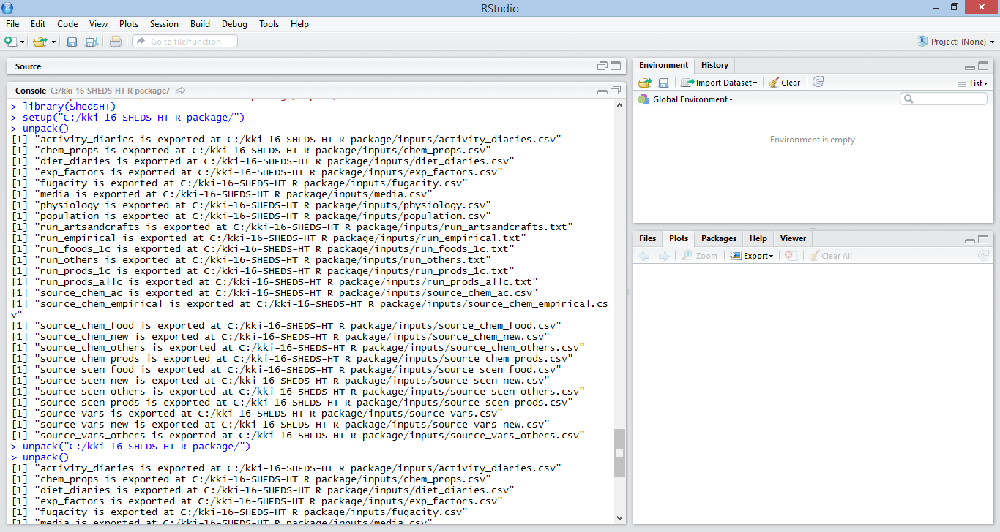 RStudio
File Edit Code View Plots Session Build Debug Tools Help
Go to file/function
Project: (None)
Source
Console C:/kki-16-SHEDS-HT R package/
> library(ShedsHT)
> setup("C:/kki-16-SHEDS-HT R package/")
> unpack()
[1] "activity_diaries is exported at C:/kki-16-SHEDS-HT R package/inputs/activity_diaries.csv"
[1] "chem_props is exported at C:/kki-16-SHEDS-HT R package/inputs/chem_props.csv"
[1] "diet_diaries is exported at C:/kki-16-SHEDS-HT R package/inputs/diet_diaries.csv"
[1] "exp_factors is exported at C:/kki-16-SHEDS-HT R package/inputs/exp_factors.csv"
[1] "fugacity is exported at C:/kki-16-SHEDS-HT R package/inputs/fugacity.csv"
[1] "media is exported at C:/kki-16-SHEDS-HT R package/inputs/media.csv"
[1] "physiology is exported at C:/kki-16-SHEDS-HT R package/inputs/physiology.csv"
[1] "population is exported at C:/kki-16-SHEDS-HT R package/inputs/population.csv"
[1] "run_artsandcrafts is exported at C:/kki-16-SHEDS-HT R package/inputs/run_artsandcrafts.txt"
[1] "run_empirical is exported at C:/kki-16-SHEDS-HT R package/inputs/run_empirical.txt"
[1] "run_foods_1c is exported at C:/kki-16-SHEDS-HT R package/inputs/run_foods_1c.txt"
[1] "run_others is exported at C:/kki-16-SHEDS-HT R package/inputs/run_others.txt"
[1] "run_prods_1c is exported at C:/kki-16-SHEDS-HT R package/inputs/run_prods_1c.txt"
[1] "run_prods_allc is exported at C:/kki-16-SHEDS-HT R package/inputs/run_prods_allc.txt"
[1] "source_chem_ac is exported at C:/kki-16-SHEDS-HT R package/inputs/source_chem_ac.csv"
[1] "source_chem_empirical is exported at C:/kki-16-SHEDS-HT R package/inputs/source_chem_empirical.cs
v"
[1] "source_chem_food is exported at C:/kki-16-SHEDS-HT R package/inputs/source_chem_food.csv"
[1] "source_chem_new is exported at C:/kki-16-SHEDS-HT R package/inputs/source_chem_new.csv"
[1] "source_chem_others is exported at C:/kki-16-SHEDS-HT R package/inputs/source_chem_others.csv"
[1] "source_chem_prods is exported at C:/kki-16-SHEDS-HT R package/inputs/source_chem_prods.csv"
[1] "source_scen_food is exported at C:/kki-16-SHEDS-HT R package/inputs/source_scen_food.csv"
[1] "source_scen_new is exported at C:/kki-16-SHEDS-HT R package/inputs/source_scen_new.csv"
[1] "source_scen_others is exported at C:/kki-16-SHEDS-HT R package/inputs/source_scen_others.csv"
[1] "source_scen_prods is exported at C:/kki-16-SHEDS-HT R package/inputs/source_scen_prods.csv"
[1] "source_vars is exported at C:/kki-16-SHEDS-HT R package/inputs/source_vars.csv"
[1] "source_vars_new is exported at C:/kki-16-SHEDS-HT R package/inputs/source_vars_new.csv"
[1] "source_vars_others is exported at C:/kki-16-SHEDS-HT R package/inputs/source_vars_others.csv"
> unpack("C:/kki-16-SHEDS-HT R package/")
> unpack()
[1] "activity_diaries is exported at C:/kki-16-SHEDS-HT R package/inputs/activity_diaries.csv"
[1] "chem_props is exported at C:/kki-16-SHEDS-HT R package/inputs/chem_props.csv"
[1] "diet_diaries is exported at C:/kki-16-SHEDS-HT R package/inputs/diet_diaries.csv"
[1] "exp_factors is exported at C:/kki-16-SHEDS-HT R package/inputs/exp_factors.csv"
[1] "fugacity is exported at C:/kki-16-SHEDS-HT R package/inputs/fugacity.csv"
[1] "media is exported at C:/kki-16-SHEDS-HT R package/inputs/media.csv"
Environment History
Import Dataset Clear List
Global Environment
Environment is empty
Files Plots Packages Help Viewer
Zoom Export Clear All